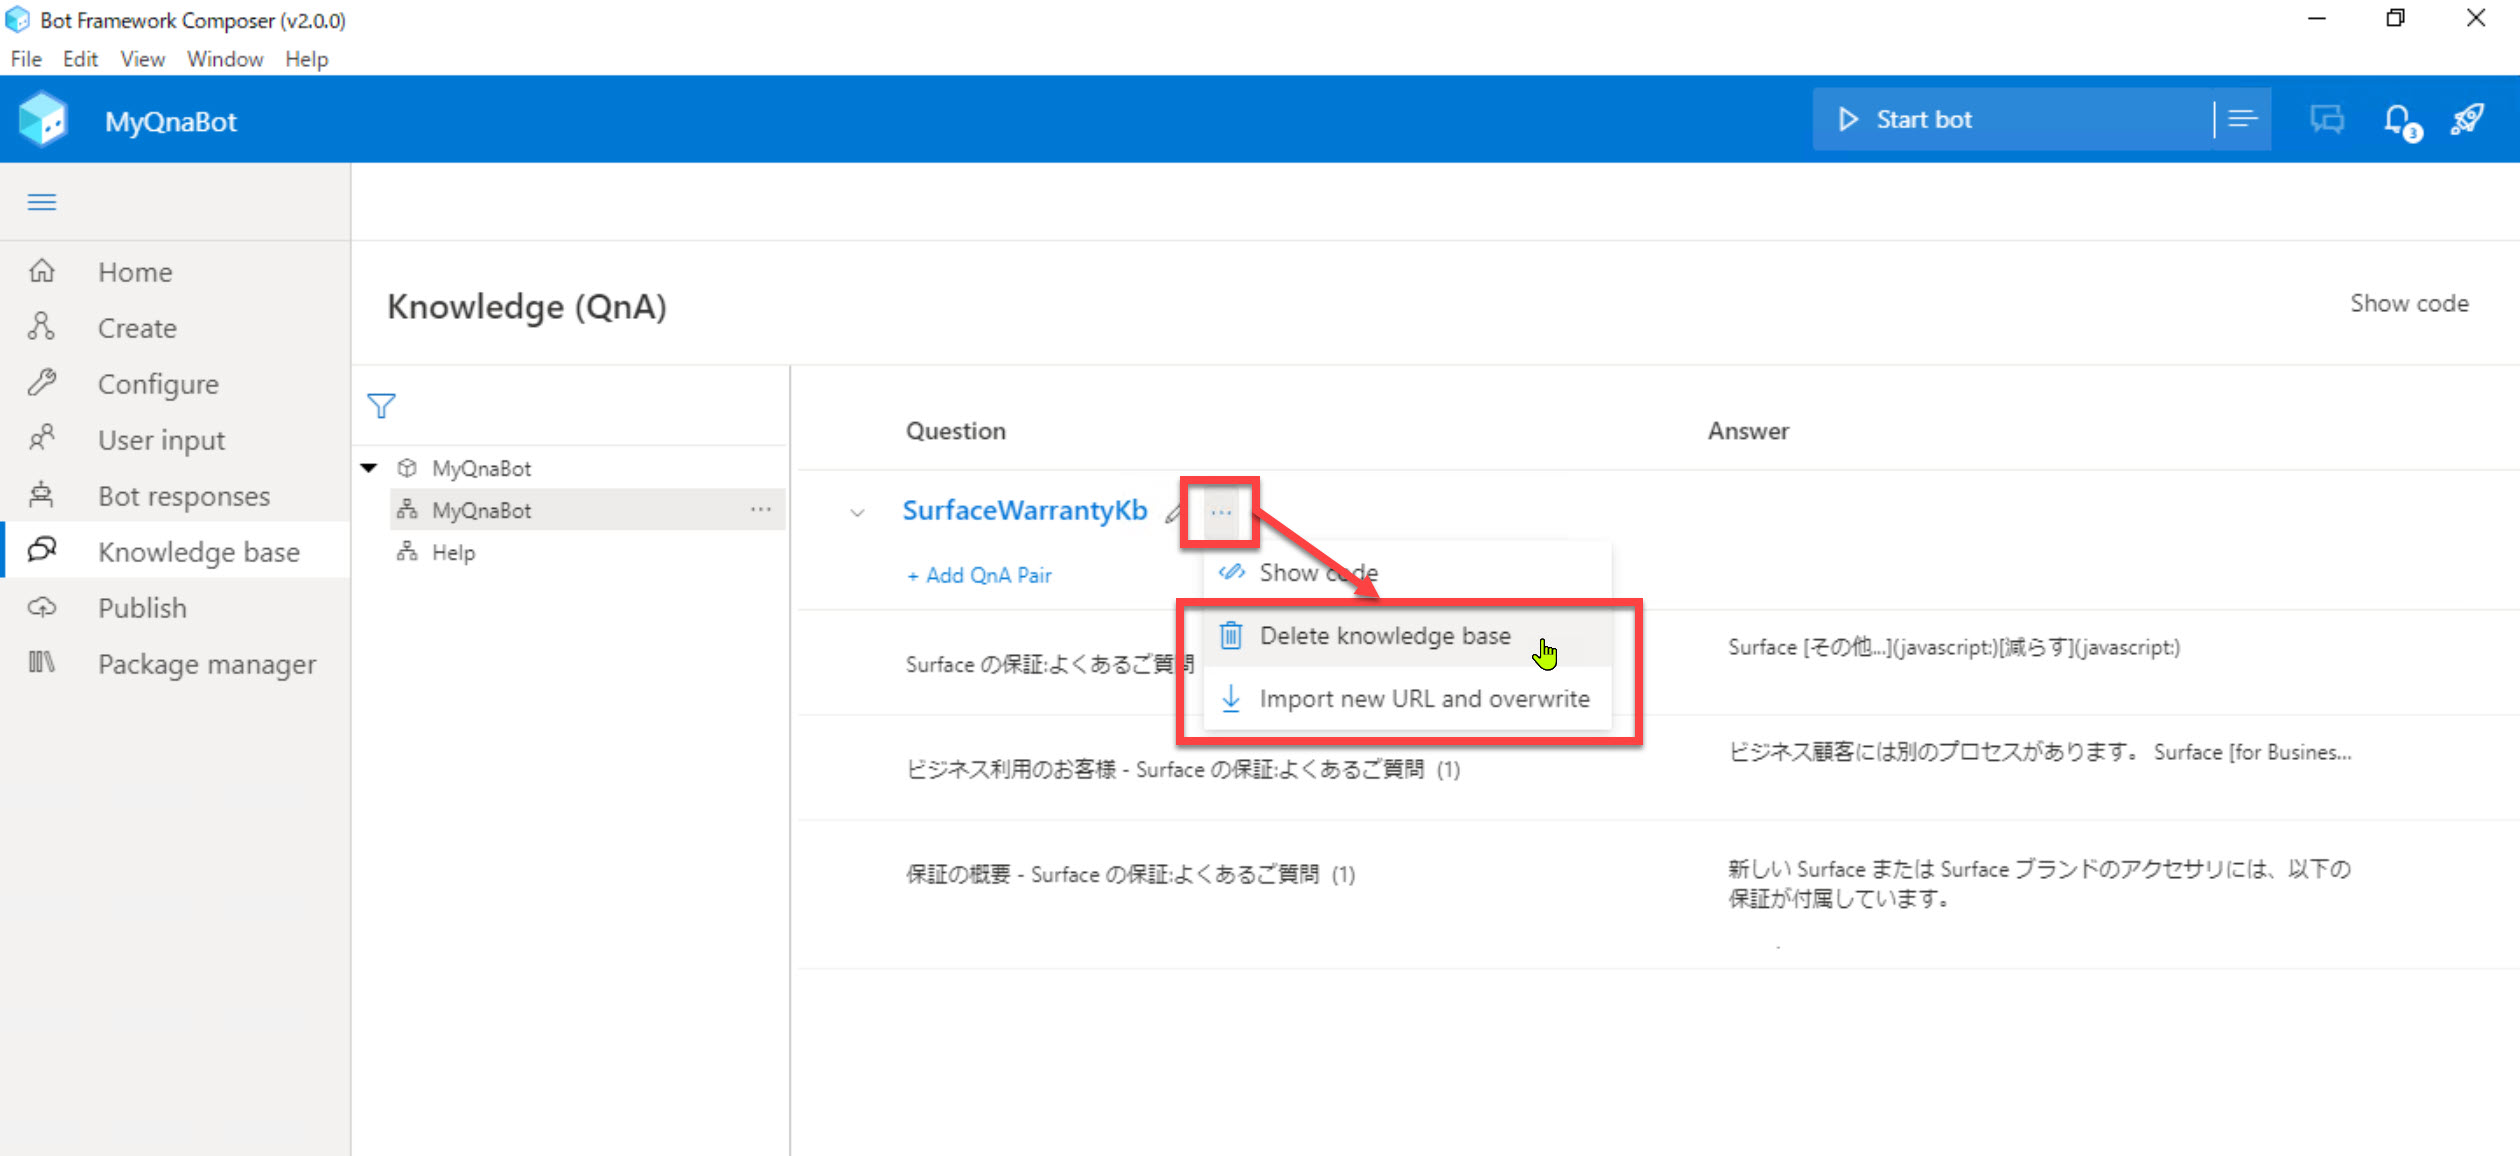 Bot Framework Composer (v2.0.0)
File Edit View Window Help
MyQnaBot
Start bot
3
Home
Create
Configure
User input
Bot responses
Knowledge base
Publish
Package manager
Knowledge (QnA)
Show code
MyQnaBot
MyQnaBot ...
Help
Question Answer
SurfaceWarrantyKb ...
+ Add QnA Pair
Show code
Delete knowledge base
Import new URL and overwrite
Surface の保証:よくあるご質問
Surface [その他...](javascript:)[減らす](javascript:)
ビジネス利用のお客様 - Surface の保証:よくあるご質問 (1)
ビジネス顧客には別のプロセスがあります。 Surface [for Busines...
保証の概要 - Surface の保証:よくあるご質問 (1)
新しい Surface または Surface ブランドのアクセサリには、以下の
保証が付属しています。